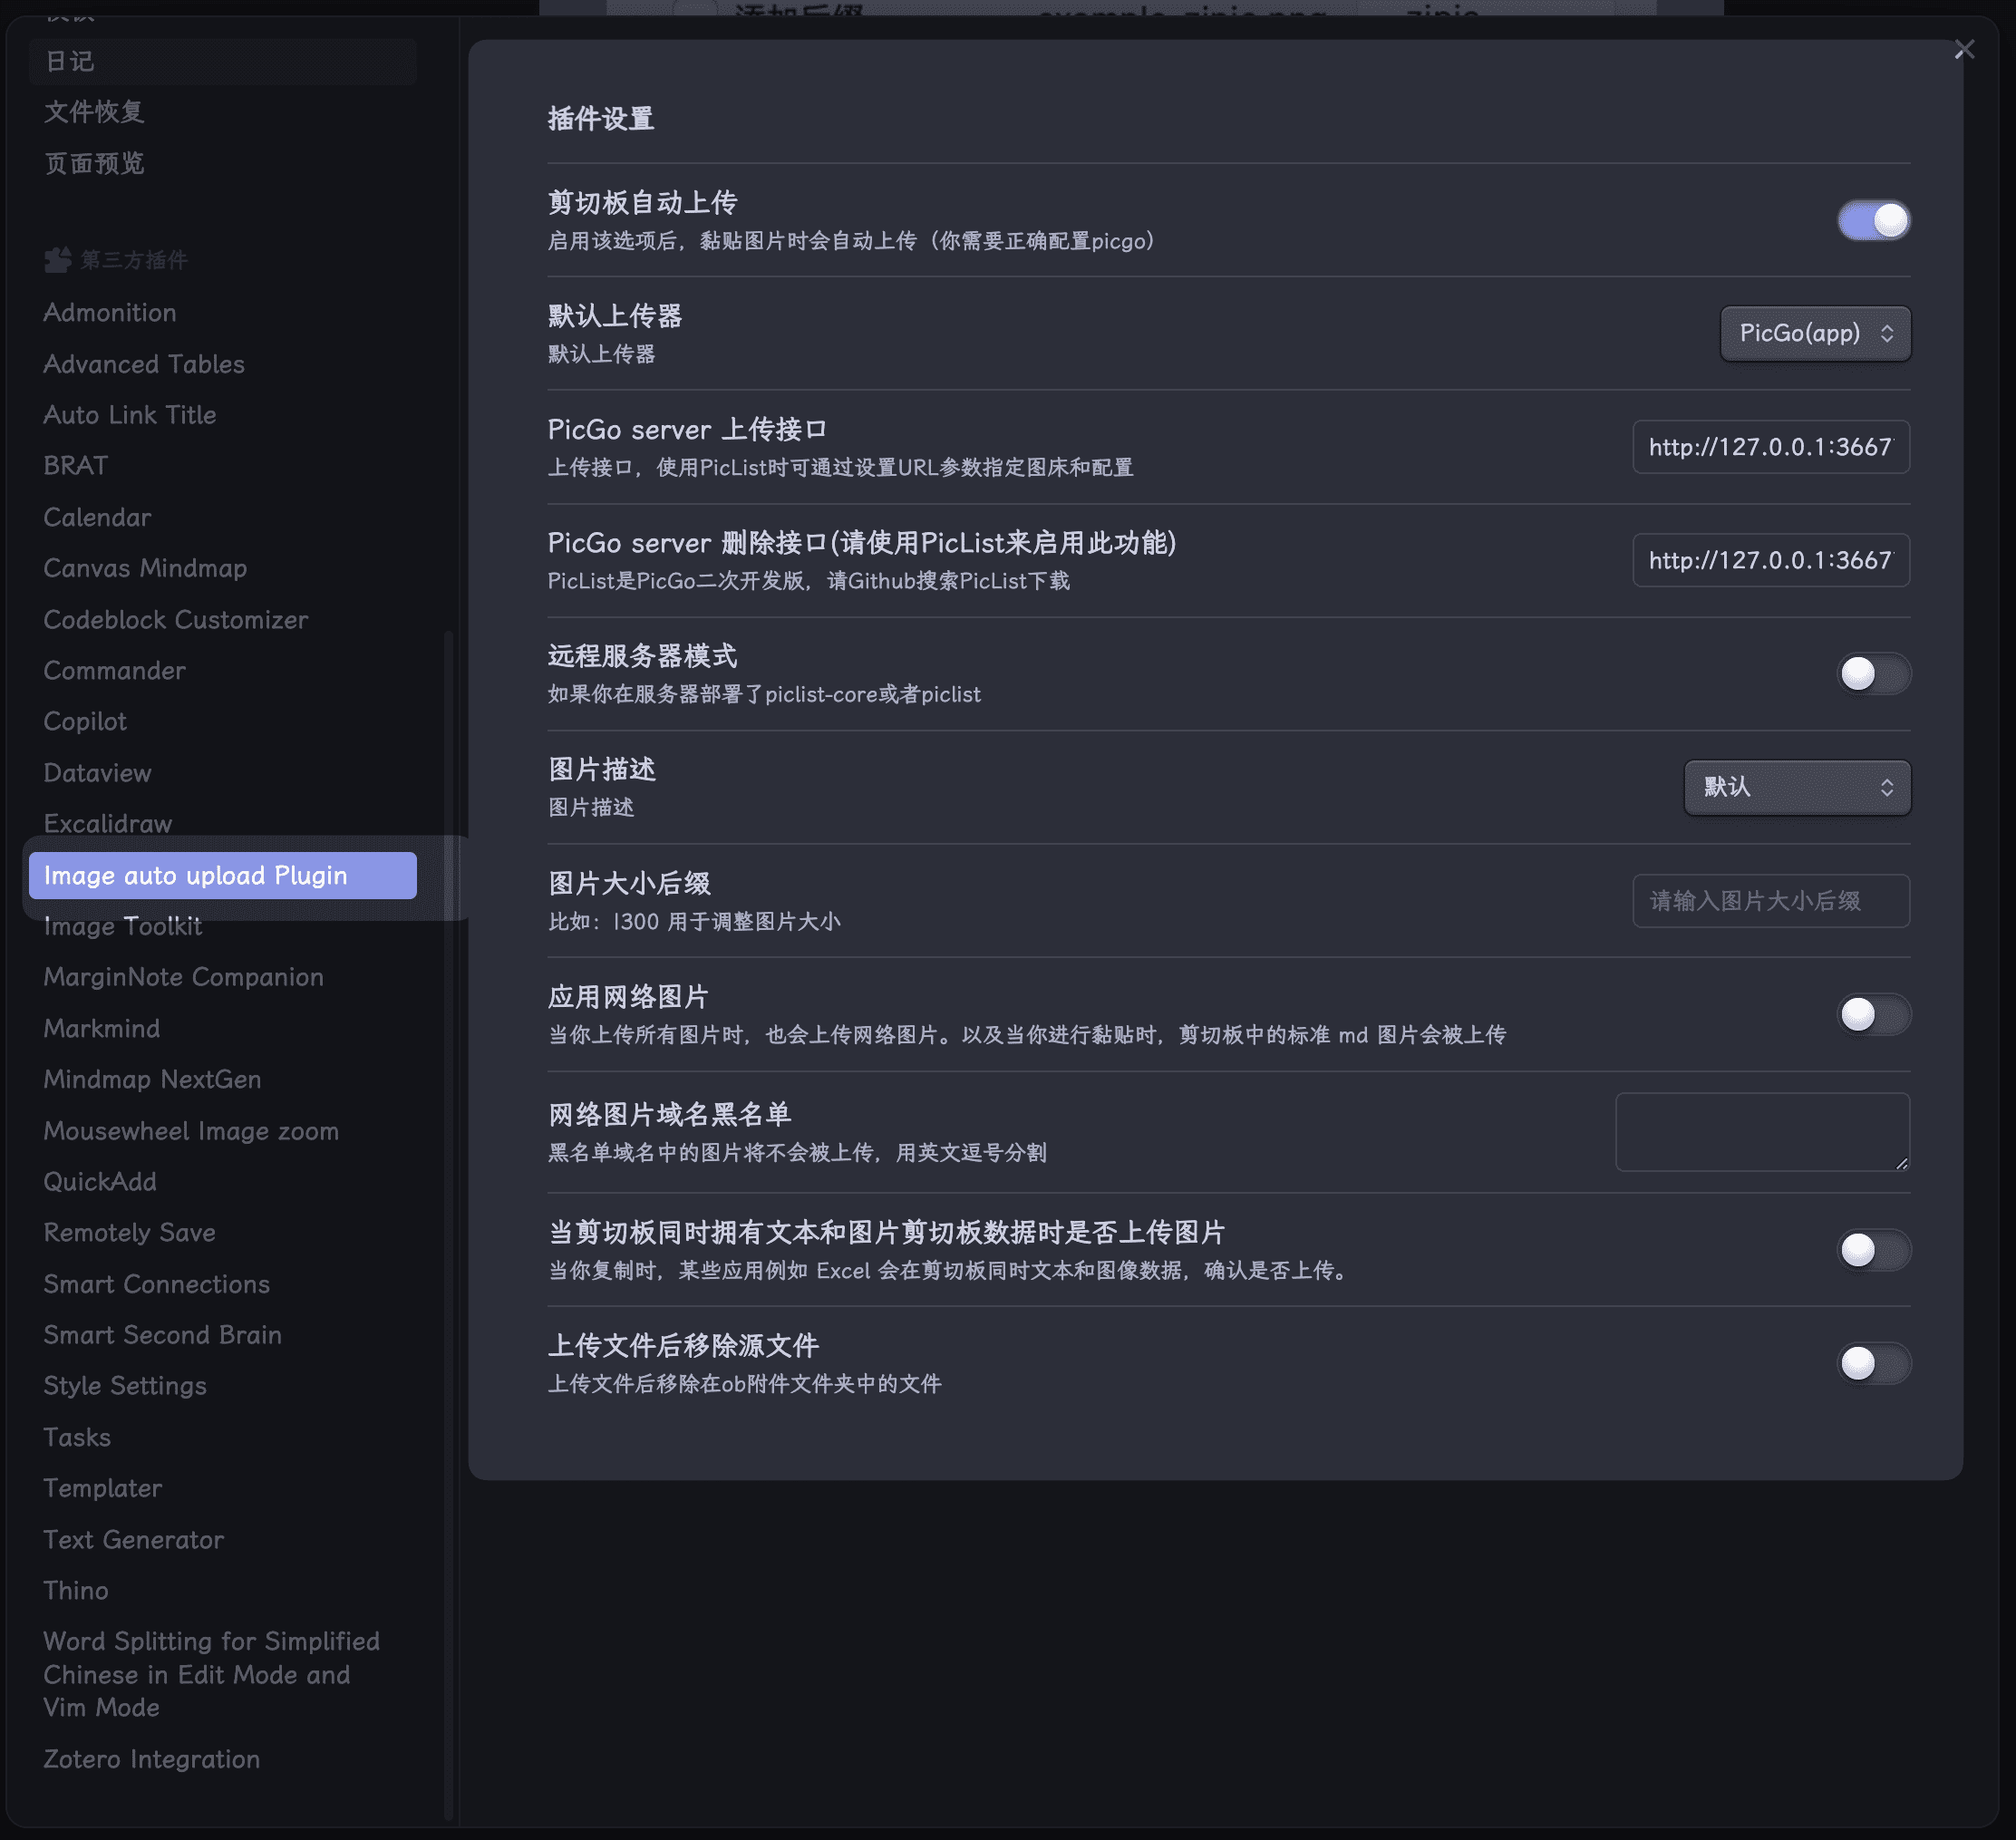 添加后缀
example-zipic.png
-zipic
日记
文件恢复
页面预览
第三方插件
Admonition
Advanced Tables
Auto Link Title
BRAT
Calendar
Canvas Mindmap
Codeblock Customizer
Commander
Copilot
Dataview
Excalidraw
Image auto upload Plugin
Image Toolkit
MarginNote Companion
Markmind
Mindmap NextGen
Mousewheel Image zoom
QuickAdd
Remotely Save
Smart Connections
Smart Second Brain
Style Settings
Tasks
Templater
Text Generator
Thino
Word Splitting for Simplified
Chinese in Edit Mode and
Vim Mode
Zotero Integration
插件设置
剪切板自动上传
启用该选项后，黏贴图片时会自动上传（你需要正确配置picgo）
默认上传器
默认上传器
PicGo(app)
PicGo server 上传接口
上传接口，使用PicList时可通过设置URL参数指定图床和配置
http://127.0.0.1:3667
PicGo server 删除接口(请使用PicList来启用此功能)
PicList是PicGo二次开发版，请Github搜索PicList下载
http://127.0.0.1:3667
远程服务器模式
如果你在服务器部署了piclist-core或者piclist
图片描述
图片描述
默认
图片大小后缀
比如：|300 用于调整图片大小
请输入图片大小后缀
应用网络图片
当你上传所有图片时，也会上传网络图片。以及当你进行黏贴时，剪切板中的标准 md 图片会被上传
网络图片域名黑名单
黑名单域名中的图片将不会被上传，用英文逗号分割
当剪切板同时拥有文本和图片剪切板数据时是否上传图片
当你复制时，某些应用例如 Excel 会在剪切板同时文本和图像数据，确认是否上传。
上传文件后移除源文件
上传文件后移除在ob附件文件夹中的文件